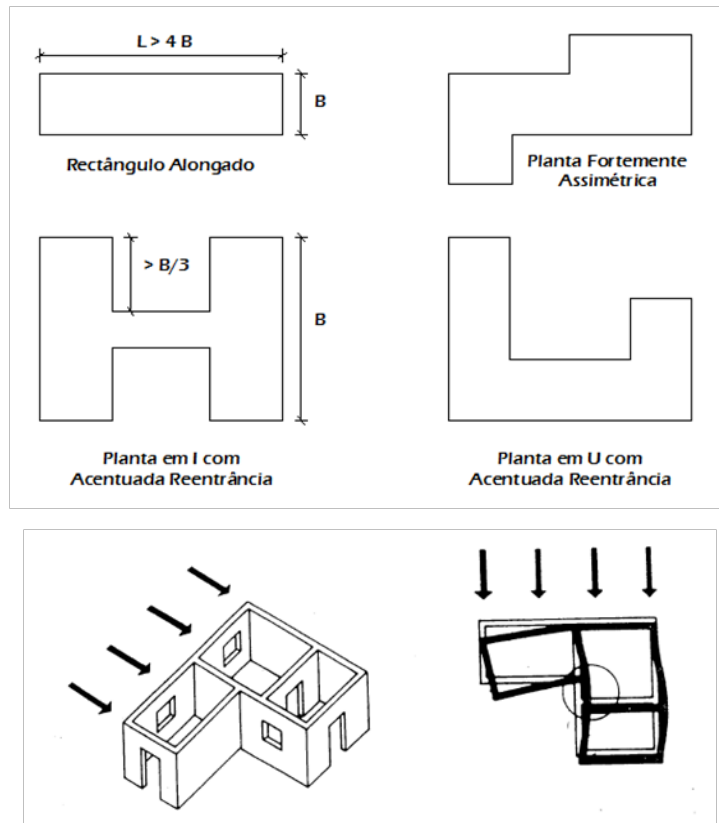 L > 4 B
B
Rectângulo Alongado
Planta Fortemente
Assimétrica
> B/3
B
Planta em I com
Acentuada Reentrância
Planta em U com
Acentuada Reentrância